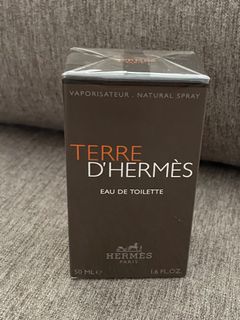 VAPORISATEUR . NATURAL SPRAY
TERRE
D'HERMÈS
EAU DE TOILETTE
HERMÈS
PARIS
50 ML e 1.6 FL.OZ.